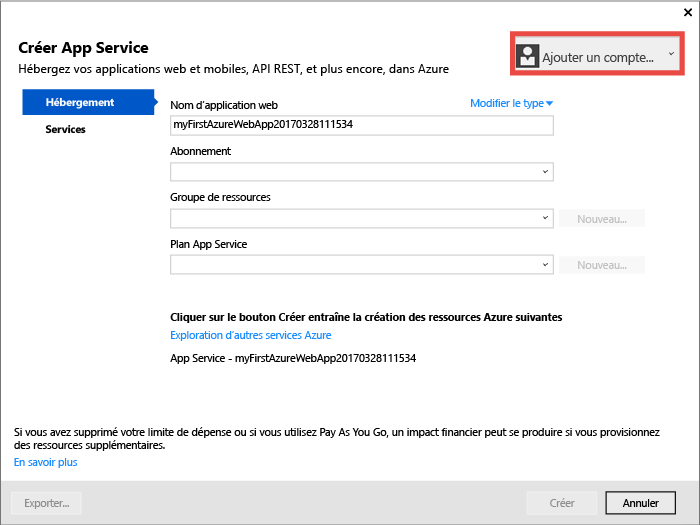 Créer App Service
Ajouter un compte...
Hébergez vos applications web et mobiles, API REST, et plus encore, dans Azure
Hébergement
Services
Nom d'application web
Modifier le type
myFirstAzureWebApp20170328111534
Abonnement
Groupe de ressources
Nouveau...
Plan App Service
Nouveau...
Cliquer sur le bouton Créer entraîne la création des ressources Azure suivantes
Exploration d'autres services Azure
App Service - myFirstAzureWebApp20170328111534
Si vous avez supprimé votre limite de dépense ou si vous utilisez Pay As You Go, un impact financier peut se produire si vous provisionnez
des ressources supplémentaires.
En savoir plus
Exporter...
Créer
Annuler